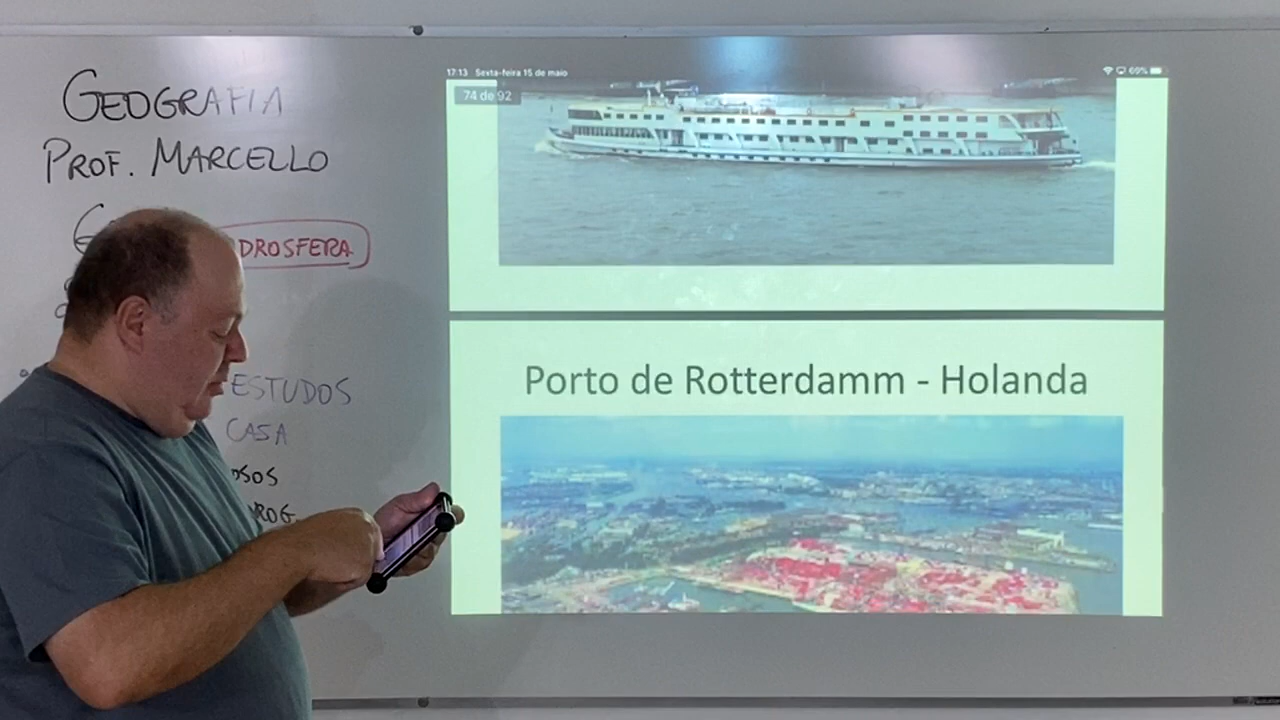 GEOGRAFIA
PROF. MARCELLO
DROSFERA
ESTUDOS
CASA
17:13 Sexta-feira 15 de maio
69%
74 de 92
Porto de Rotterdamm - Holanda